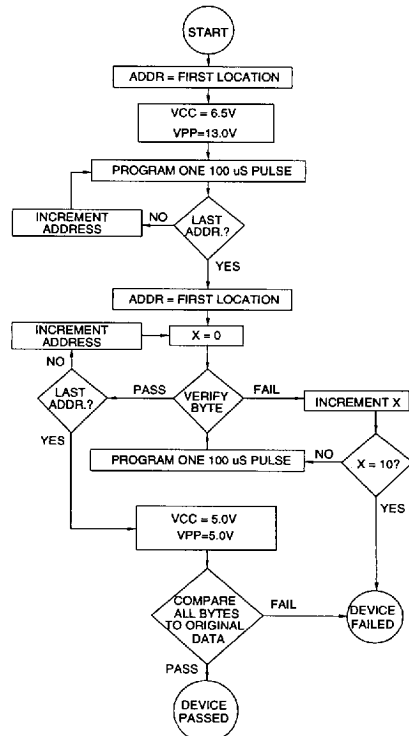 START
ADDR = FIRST LOCATION
VCC = 6.5V
VPP=13.0V
PROGRAM ONE 100 uS PULSE
INCREMENT
ADDRESS
NO
LAST
ADDR.?
YES
ADDR = FIRST LOCATION
INCREMENT
ADDRESS
X = 0
NO
LAST
ADDR.?
PASS
VERIFY
BYTE
FAIL
INCREMENT X
YES
PROGRAM ONE 100 uS PULSE
NO
X = 10?
YES
VCC = 5.0V
VPP=5.0V
COMPARE
ALL BYTES
TO ORIGINAL
DATA
FAIL
DEVICE
FAILED
PASS
DEVICE
PASSED